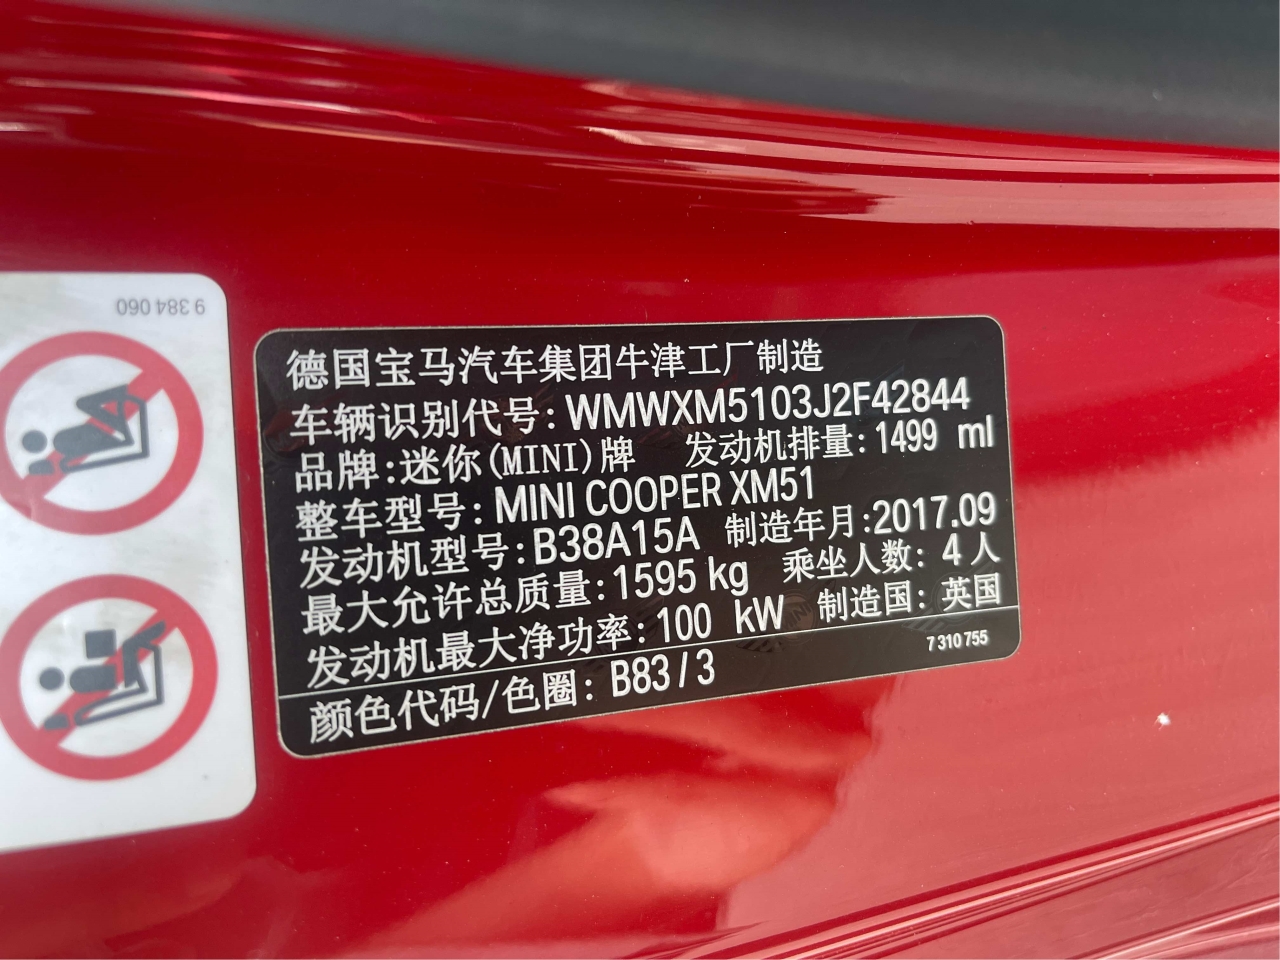 9 384 060
德国宝马汽车集团牛津工厂制造
车辆识别代号: WMWXM5103J2F42844
品牌:迷你(MINI)牌 发动机排量: 1499 ml
整车型号: MINI COOPER XM51
发动机型号: B38A15A 制造年月:2017.09
最大允许总质量: 1595 kg 乘坐人数: 4人
发动机最大净功率: 100 kW 制造国: 英国
7 310 755
颜色代码/色圈: B83 / 3